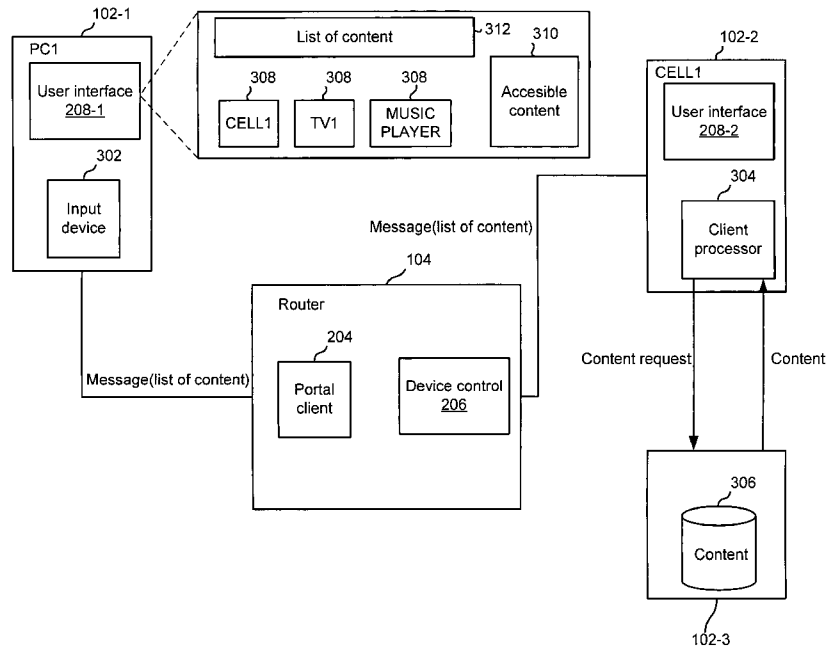 102-1
PC1
User interface
208-1
302
Input
device
List of content
312
308
308
308
CELL1
TV1
MUSIC
PLAYER
310
Accesible
content
102-2
CELL1
User interface
208-2
304
Client
processor
Message(list of content)
104
Router
204
Portal
client
Device control
206
Message(list of content)
Content request
Content
306
Content
102-3